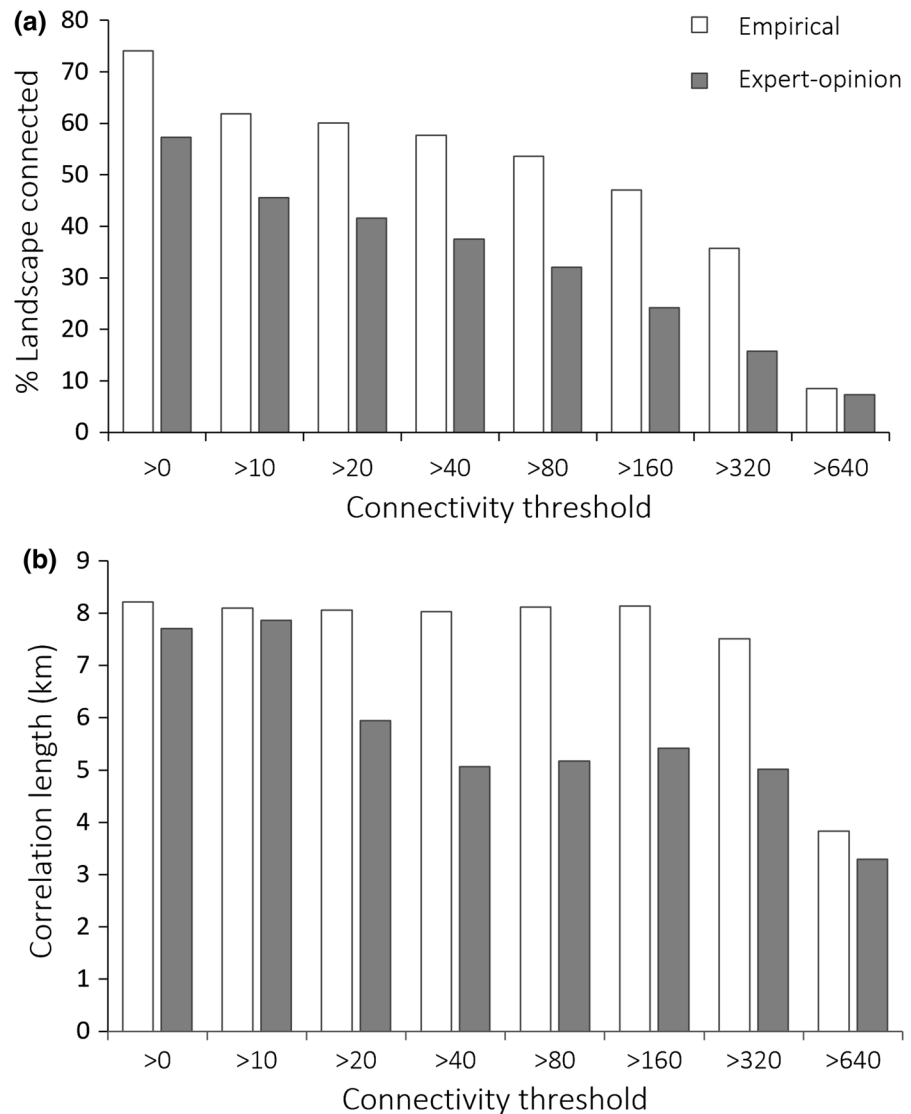 (a)
Empirical
Expert-opinion
% Landscape connected
80
70
60
50
40
30
20
10
0
>0 >10 >20 >40 >80 >160 >320 >640
Connectivity threshold
(b)
Correlation length (km)
9
8
7
6
5
4
3
2
1
0
>0 >10 >20 >40 >80 >160 >320 >640
Connectivity threshold